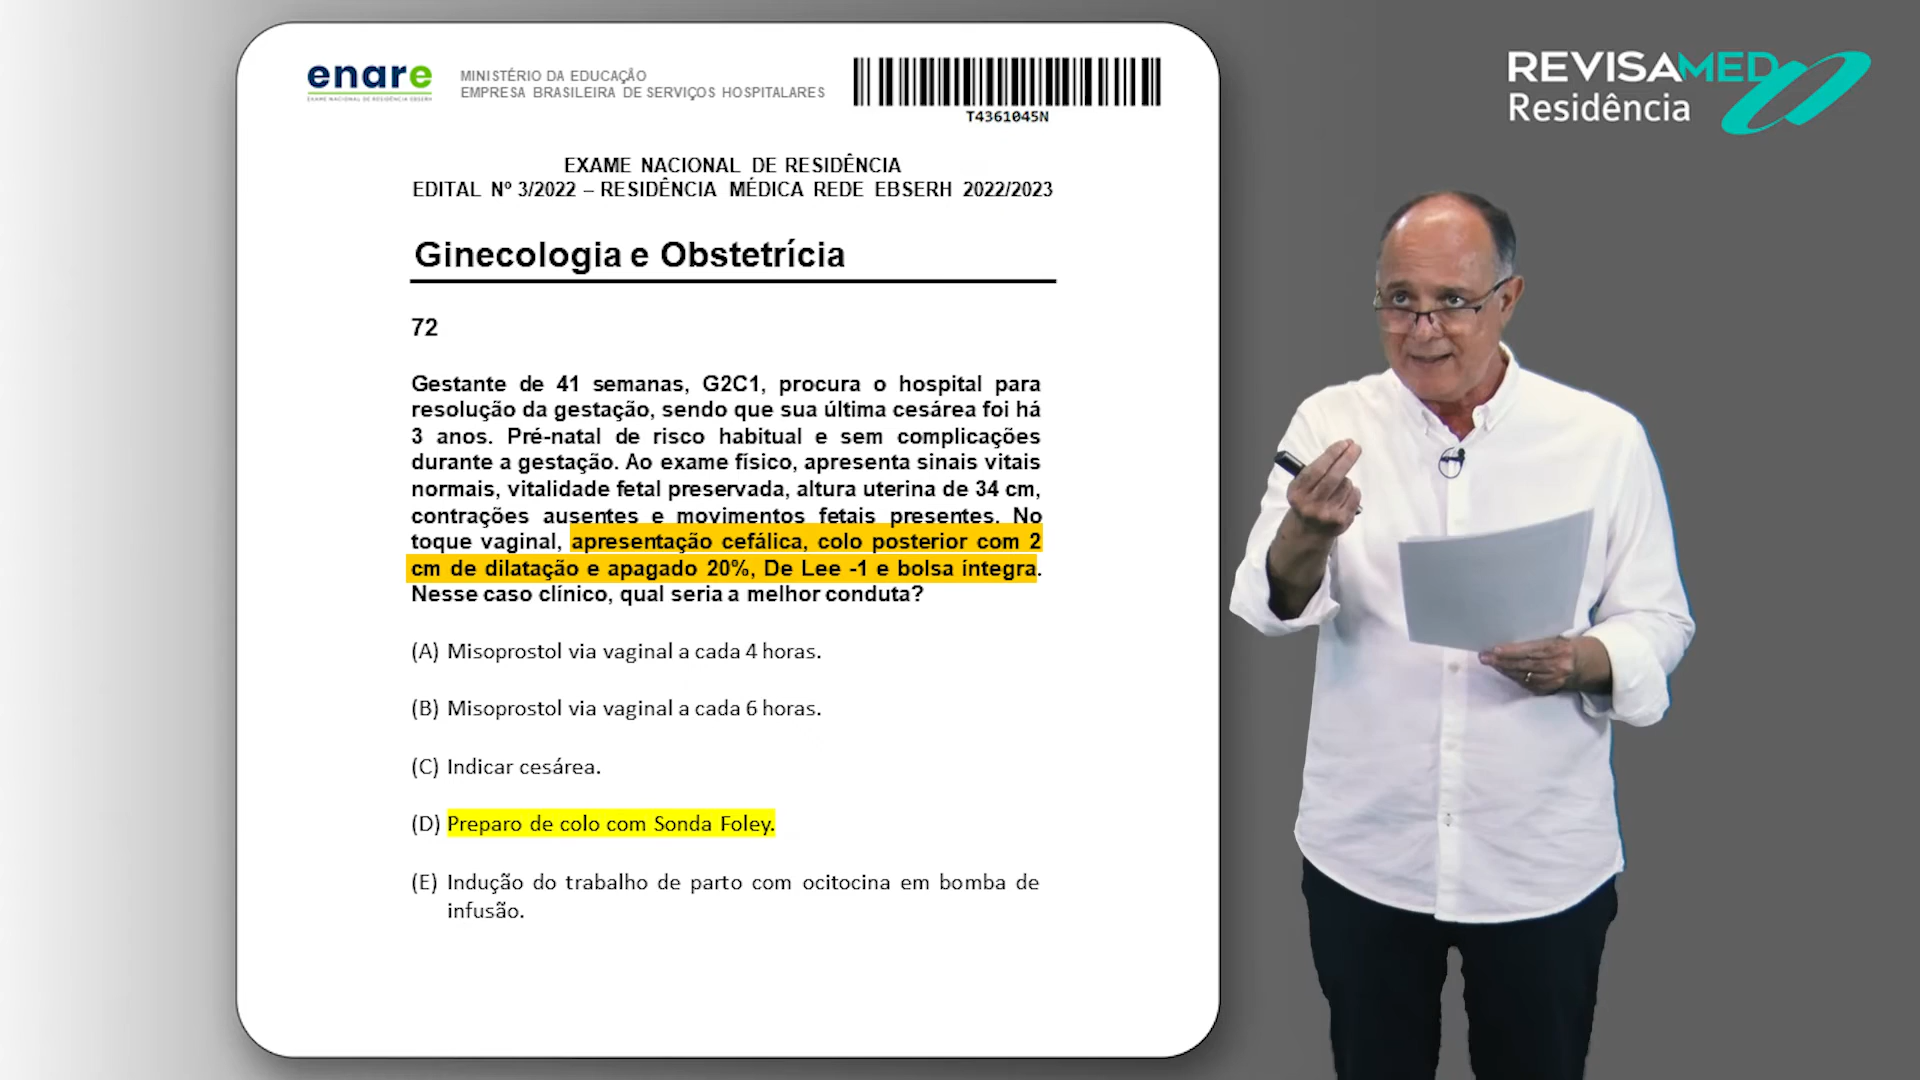 enare
EXAME NACIONAL DE RESIDÊNCIA EBSERH
MINISTÉRIO DA EDUCAÇÃO
EMPRESA BRASILEIRA DE SERVIÇOS HOSPITALARES
T4361045N
REVISAMED
Residência
EXAME NACIONAL DE RESIDÊNCIA
EDITAL Nº 3/2022 – RESIDÊNCIA MÉDICA REDE EBSERH 2022/2023
Ginecologia e Obstetrícia
72
Gestante de 41 semanas, G2C1, procura o hospital para
resolução da gestação, sendo que sua última cesárea foi há
3 anos. Pré-natal de risco habitual e sem complicações
durante a gestação. Ao exame físico, apresenta sinais vitais
normais, vitalidade fetal preservada, altura uterina de 34 cm,
contrações ausentes e movimentos fetais presentes. No
toque vaginal, apresentação cefálica, colo posterior com 2
cm de dilatação e apagado 20%, De Lee -1 e bolsa íntegra.
Nesse caso clínico, qual seria a melhor conduta?
(A) Misoprostol via vaginal a cada 4 horas.
(B) Misoprostol via vaginal a cada 6 horas.
(C) Indicar cesárea.
(D) Preparo de colo com Sonda Foley.
(E) Indução do trabalho de parto com ocitocina em bomba de
infusão.